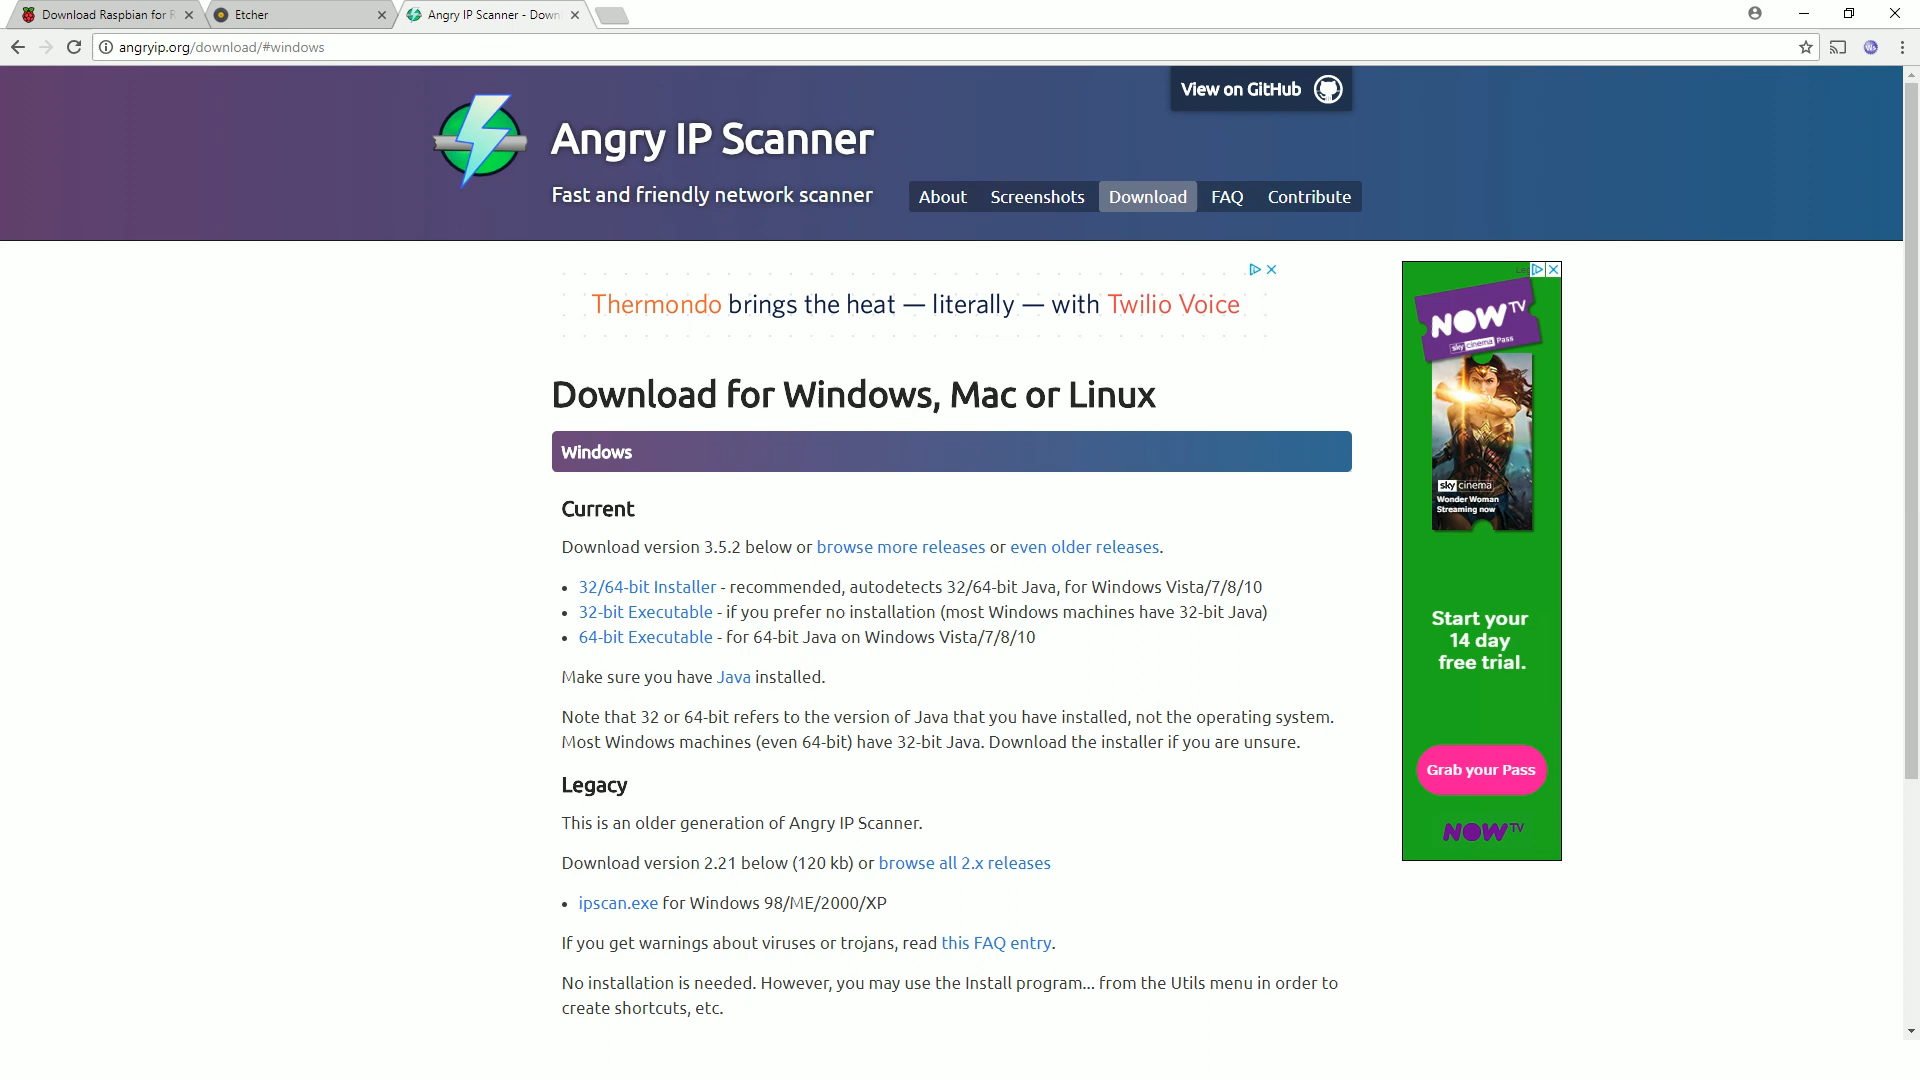 Download Raspbian for R
Etcher
Angry IP Scanner - Down
angryip.org/download/#windows
View on GitHub
Angry IP Scanner
Fast and friendly network scanner
About
Screenshots
Download
FAQ
Contribute
Thermondo brings the heat — literally — with Twilio Voice
Download for Windows, Mac or Linux
Windows
Current
Download version 3.5.2 below or browse more releases or even older releases.
• 32/64-bit Installer - recommended, autodetects 32/64-bit Java, for Windows Vista/7/8/10
• 32-bit Executable - if you prefer no installation (most Windows machines have 32-bit Java)
• 64-bit Executable - for 64-bit Java on Windows Vista/7/8/10
Make sure you have Java installed.
Note that 32 or 64-bit refers to the version of Java that you have installed, not the operating system.
Most Windows machines (even 64-bit) have 32-bit Java. Download the installer if you are unsure.
Legacy
This is an older generation of Angry IP Scanner.
Download version 2.21 below (120 kb) or browse all 2.x releases
• ipscan.exe for Windows 98/ME/2000/XP
If you get warnings about viruses or trojans, read this FAQ entry.
No installation is needed. However, you may use the Install program... from the Utils menu in order to
create shortcuts, etc.
NOW TV
sky cinema Pass
sky cinema
Wonder Woman
Streaming now
Start your
14 day
free trial.
Grab your Pass
NOW TV